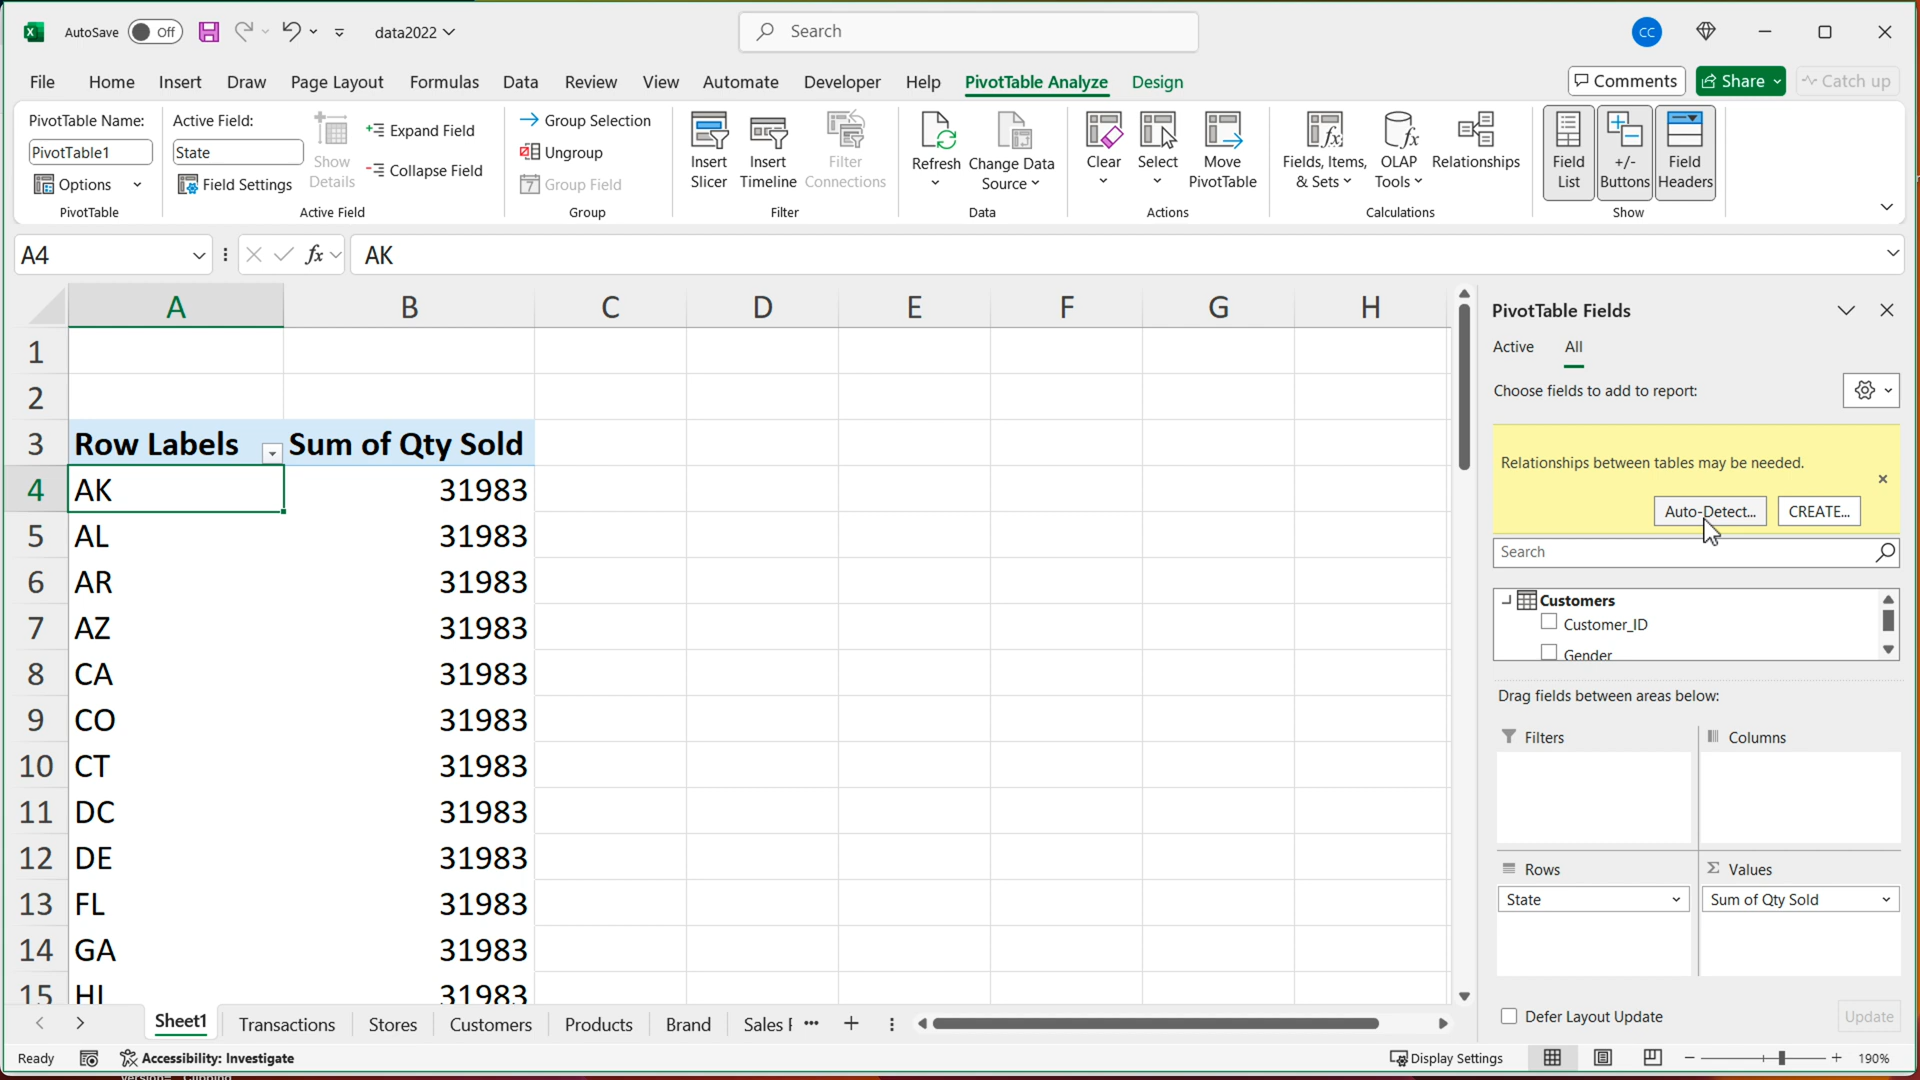 AutoSave Off data2022 Search CC
File Home Insert Draw Page Layout Formulas Data Review View Automate Developer Help PivotTable Analyze Design Comments Share Catch up
PivotTable Name:
PivotTable1
Options
PivotTable
Active Field:
State
Field Settings
Show Details
Expand Field
Collapse Field
Active Field
Group Selection
Ungroup
7 Group Field
Group
Insert Slicer
Insert Timeline
Filter Connections
Filter
Refresh
Change Data Source
Data
Clear
Select
Move PivotTable
Actions
Fields, Items, & Sets
OLAP Tools
Relationships
Calculations
Field List
+/- Buttons
Field Headers
Show
A4 fx AK
A B C D E F G H
1
2
3 Row Labels Sum of Qty Sold
4 AK 31983
5 AL 31983
6 AR 31983
7 AZ 31983
8 CA 31983
9 CO 31983
10 CT 31983
11 DC 31983
12 DE 31983
13 FL 31983
14 GA 31983
15 HI 31983
PivotTable Fields
Active All
Choose fields to add to report:
Relationships between tables may be needed.
Auto-Detect... CREATE...
Search
Customers
Customer_ID
Gender
Drag fields between areas below:
Filters Columns
Rows Σ Values
State Sum of Qty Sold
Defer Layout Update Update
Sheet1 Transactions Stores Customers Products Brand Sales
Ready Accessibility: Investigate Display Settings 190%